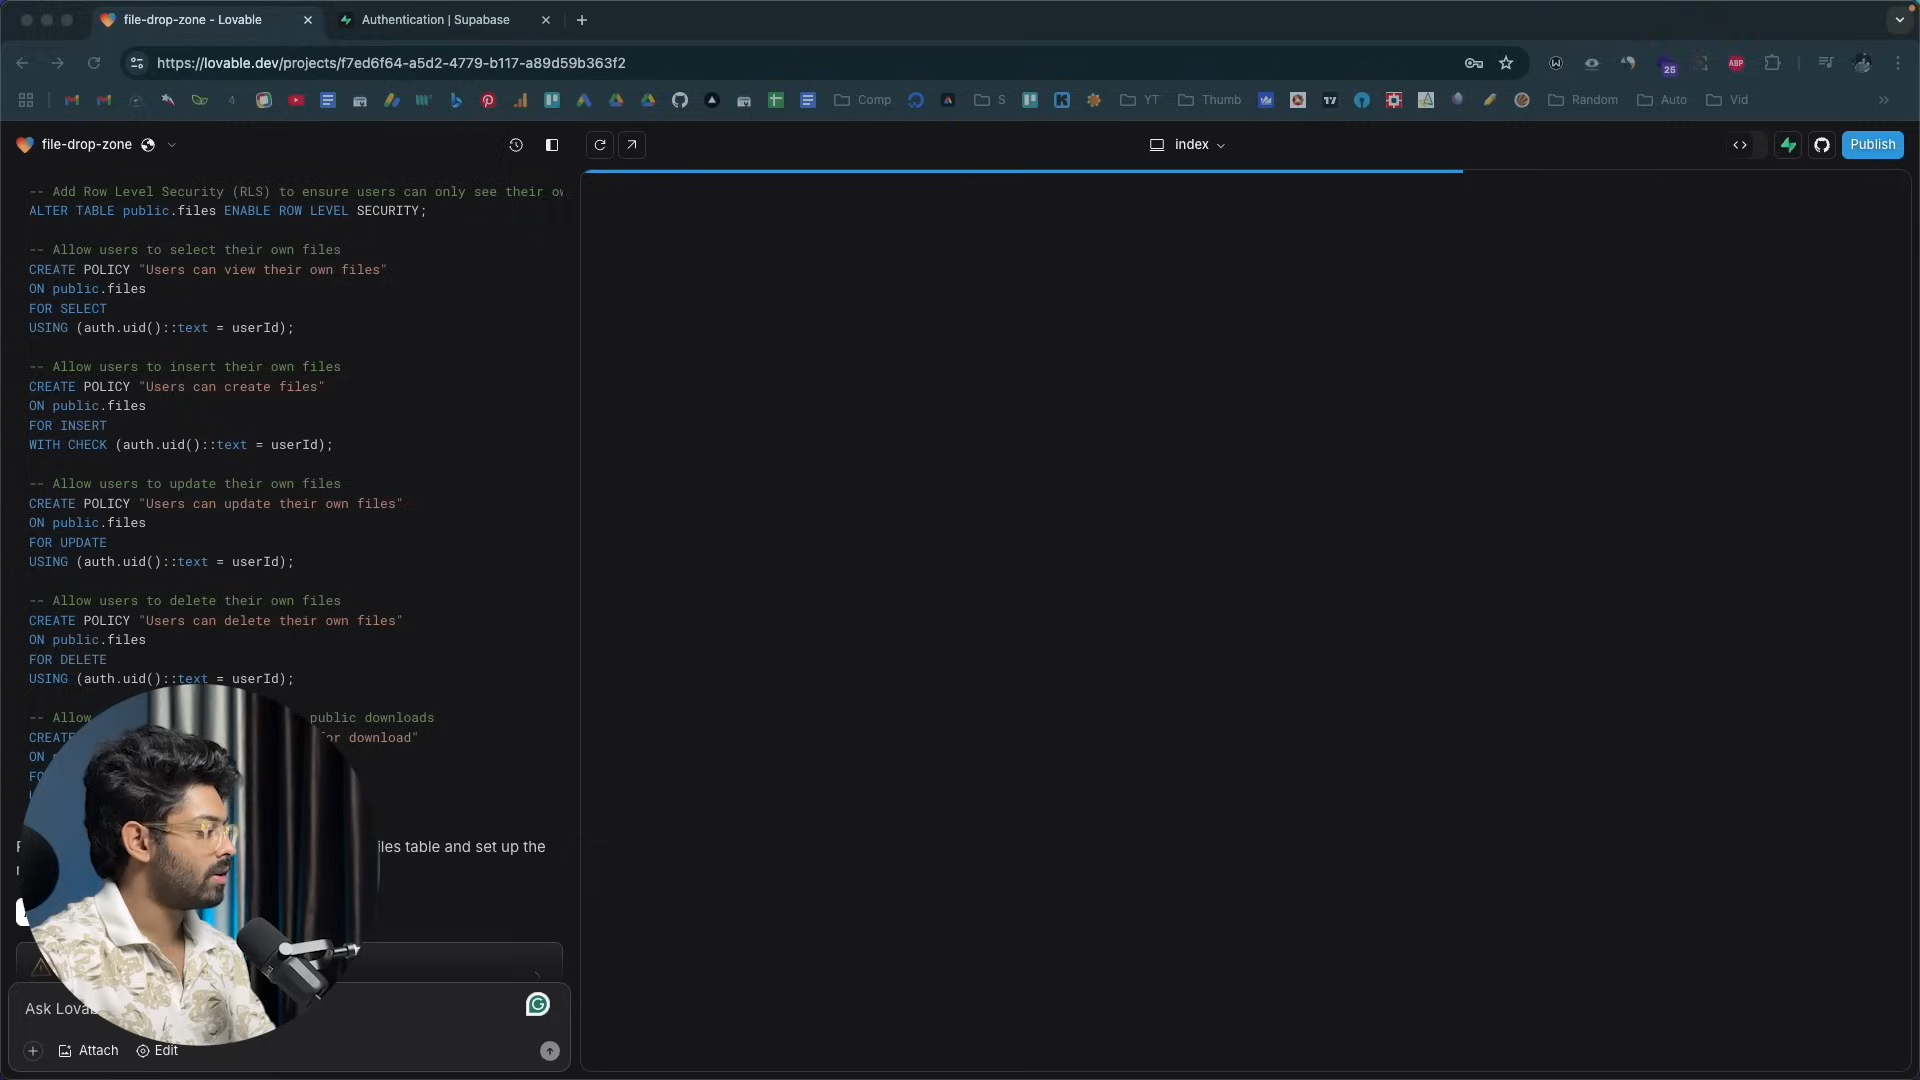 file-drop-zone - Lovable
Authentication | Supabase
https://lovable.dev/projects/f7ed6f64-a5d2-4779-b117-a89d59b363f2
25
ABP
Comp
S
YT
Thumb
Random
Auto
Vid
file-drop-zone
index
Publish
-- Add Row Level Security (RLS) to ensure users can only see their
ALTER TABLE public.files ENABLE ROW LEVEL SECURITY;
-- Allow users to select their own files
CREATE POLICY "Users can view their own files"
ON public.files
FOR SELECT
USING (auth.uid()::text = userId);
-- Allow users to insert their own files
CREATE POLICY "Users can create files"
ON public.files
FOR INSERT
WITH CHECK (auth.uid()::text = userId);
-- Allow users to update their own files
CREATE POLICY "Users can update their own files"
ON public.files
FOR UPDATE
USING (auth.uid()::text = userId);
-- Allow users to delete their own files
CREATE POLICY "Users can delete their own files"
ON public.files
FOR DELETE
USING (auth.uid()::text = userId);
-- Allow public downloads
CREATE for download"
ON
table and set up the
Ask
Attach
Edit